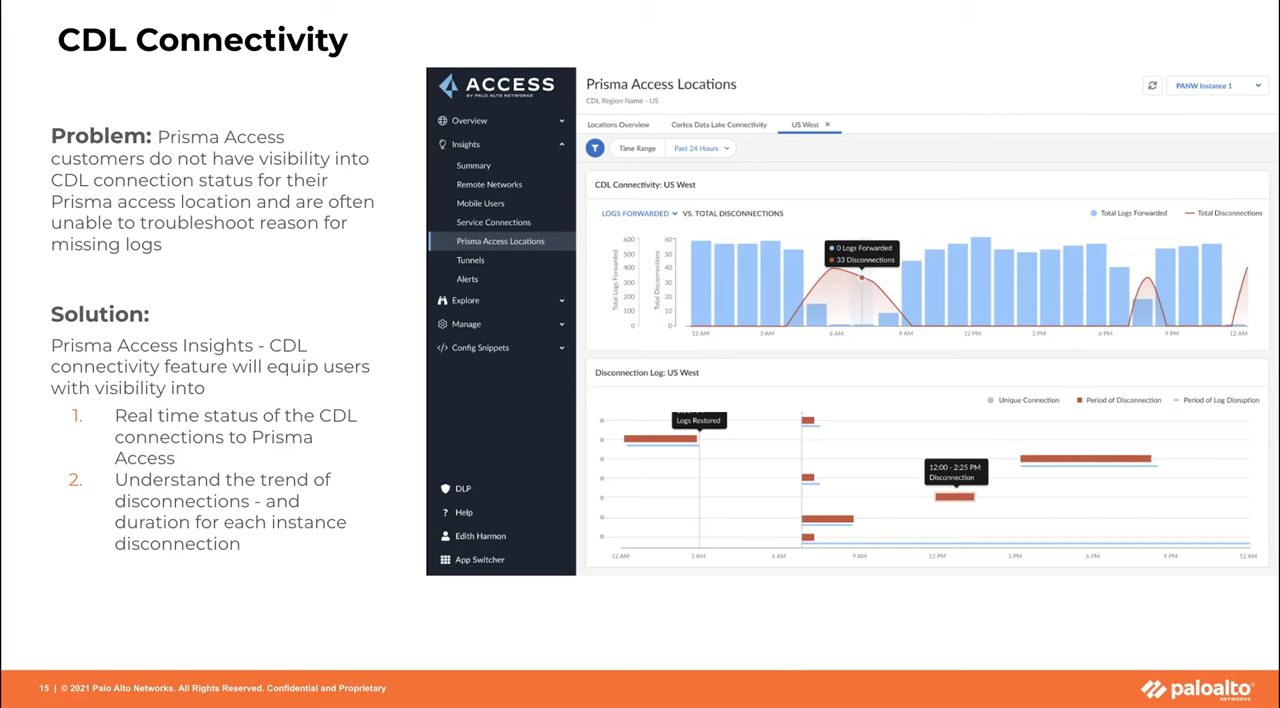 CDL Connectivity
Problem: Prisma Access
customers do not have visibility into
CDL connection status for their
Prisma access location and are often
unable to troubleshoot reason for
missing logs
Solution:
Prisma Access Insights - CDL
connectivity feature will equip users
with visibility into
1. Real time status of the CDL
connections to Prisma
Access
2. Understand the trend of
disconnections - and
duration for each instance
disconnection
ACCESS
BY PALO ALTO NETWORKS
Overview
Insights
Summary
Remote Networks
Mobile Users
Service Connections
Prisma Access Locations
Tunnels
Alerts
Explore
Manage
</> Config Snippets
DLP
? Help
Edith Harmon
App Switcher
Prisma Access Locations
CDL Region Name - US
PANW Instance 1
Locations Overview Cortex Data Lake Connectivity US West ×
Time Range Past 24 Hours
CDL Connectivity: US West
LOGS FORWARDED VS. TOTAL DISCONNECTIONS
Total Logs Forwarded Total Disconnections
Total Logs Forwarded
600
500
400
300
200
100
0
Total Disconnections
60
50
40
30
20
10
0
0 Logs Forwarded
33 Disconnections
12 AM 3 AM 6 AM 9 AM 12 PM 3 PM 6 PM 9 PM 12 AM
Disconnection Log: US West
Unique Connection Period of Disconnection Period of Log Disruption
Logs Restored
12:00 - 2:25 PM
Disconnection
12 AM 3 AM 6 AM 9 AM 12 PM 3 PM 6 PM 9 PM 12 AM
15 | © 2021 Palo Alto Networks. All Rights Reserved. Confidential and Proprietary
paloalto
NETWORKS